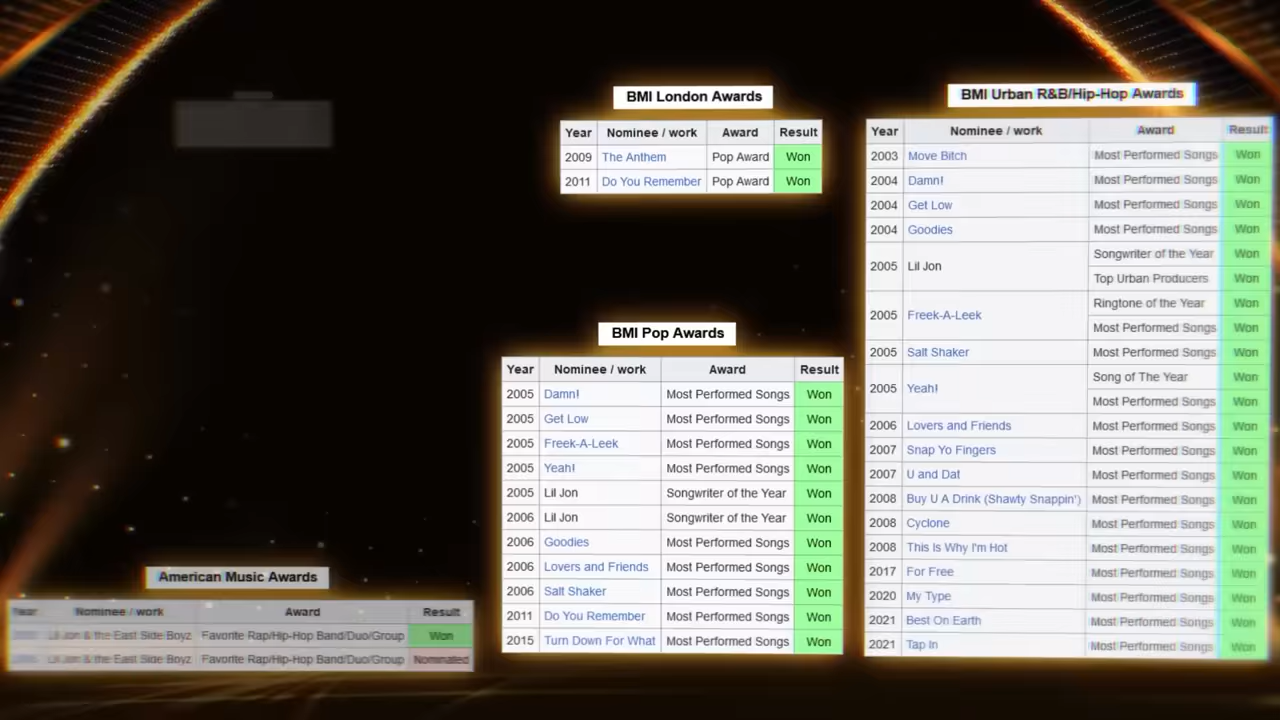 BMI London Awards
Year Nominee / work Award Result
2009 The Anthem Pop Award Won
2011 Do You Remember Pop Award Won
BMI Pop Awards
Year Nominee / work Award Result
2005 Damn! Most Performed Songs Won
2005 Get Low Most Performed Songs Won
2005 Freek-A-Leek Most Performed Songs Won
2005 Yeah! Most Performed Songs Won
2005 Lil Jon Songwriter of the Year Won
2006 Lil Jon Songwriter of the Year Won
2006 Goodies Most Performed Songs Won
2006 Lovers and Friends Most Performed Songs Won
2006 Salt Shaker Most Performed Songs Won
2011 Do You Remember Most Performed Songs Won
2015 Turn Down For What Most Performed Songs Won
BMI Urban R&B/Hip-Hop Awards
Year Nominee / work Award Result
2003 Move Bitch Most Performed Songs Won
2004 Damn! Most Performed Songs Won
2004 Get Low Most Performed Songs Won
2004 Goodies Most Performed Songs Won
2005 Lil Jon Songwriter of the Year Won
Top Urban Producers Won
2005 Freek-A-Leek Ringtone of the Year Won
Most Performed Songs Won
2005 Salt Shaker Most Performed Songs Won
2005 Yeah! Song of The Year Won
Most Performed Songs Won
2006 Lovers and Friends Most Performed Songs Won
2007 Snap Yo Fingers Most Performed Songs Won
2007 U and Dat Most Performed Songs Won
2008 Buy U A Drink (Shawty Snappin') Most Performed Songs Won
2008 Cyclone Most Performed Songs Won
2008 This Is Why I'm Hot Most Performed Songs Won
2017 For Free Most Performed Songs Won
2020 My Type Most Performed Songs Won
2021 Best On Earth Most Performed Songs Won
2021 Tap In Most Performed Songs Won
American Music Awards
Year Nominee / work Award Result
Lil Jon & the East Side Boyz Favorite Rap/Hip-Hop Band/Duo/Group Won
Lil Jon & the East Side Boyz Favorite Rap/Hip-Hop Band/Duo/Group Nominated